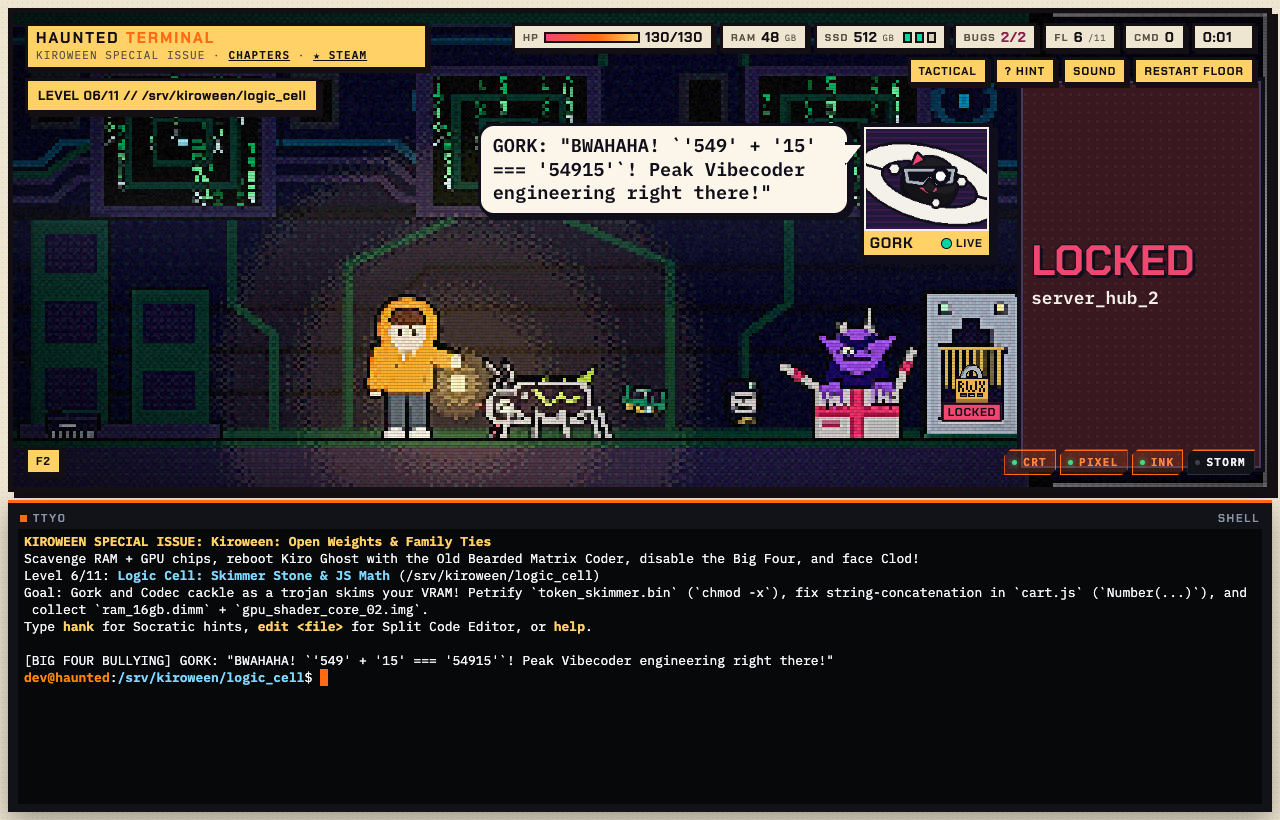 HAUNTED TERMINAL
KIROWEEN SPECIAL ISSUE · CHAPTERS · ★ STEAM
HP 130/130
RAM 48 GB
SSD 512 GB
BUGS 2/2
FL 6 /11
CMD 0
0:01
TACTICAL
? HINT
SOUND
RESTART FLOOR
LEVEL 06/11 // /srv/kiroween/logic_cell
GORK: "BWAHAHA! `'549' + '15'
=== '54915'`! Peak Vibecoder
engineering right there!"
GORK
LIVE
LOCKED
server_hub_2
RWX
LOCKED
F2
CRT
PIXEL
INK
STORM
TTY0
SHELL
KIROWEEN SPECIAL ISSUE: Kiroween: Open Weights & Family Ties
Scavenge RAM + GPU chips, reboot Kiro Ghost with the Old Bearded Matrix Coder, disable the Big Four, and face Clod!
Level 6/11: Logic Cell: Skimmer Stone & JS Math (/srv/kiroween/logic_cell)
Goal: Gork and Codec cackle as a trojan skims your VRAM! Petrify `token_skimmer.bin` (`chmod -x`), fix string-concatenation in `cart.js` (`Number(...)`), and
collect `ram_16gb.dimm` + `gpu_shader_core_02.img`.
Type hank for Socratic hints, edit <file> for Split Code Editor, or help.
[BIG FOUR BULLYING] GORK: "BWAHAHA! `'549' + '15' === '54915'`! Peak Vibecoder engineering right there!"
dev@haunted:/srv/kiroween/logic_cell$